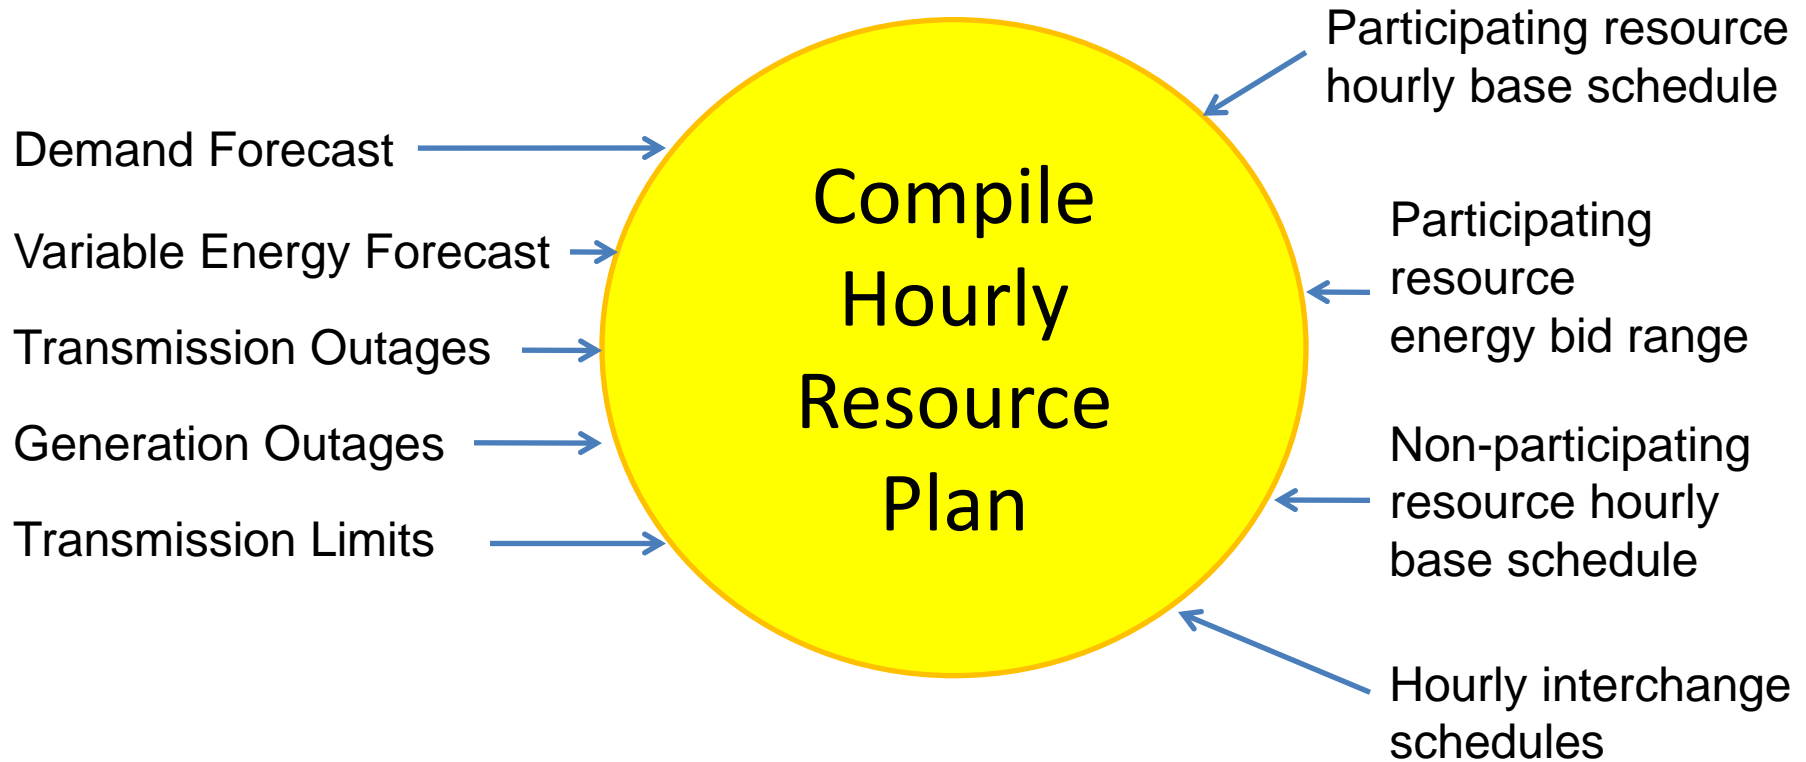 Demand Forecast
Variable Energy Forecast
Transmission Outages
Generation Outages
Transmission Limits
Compile
Hourly
Resource
Plan
Participating resource
hourly base schedule
Participating
resource
energy bid range
Non-participating
resource hourly
base schedule
Hourly interchange
schedules